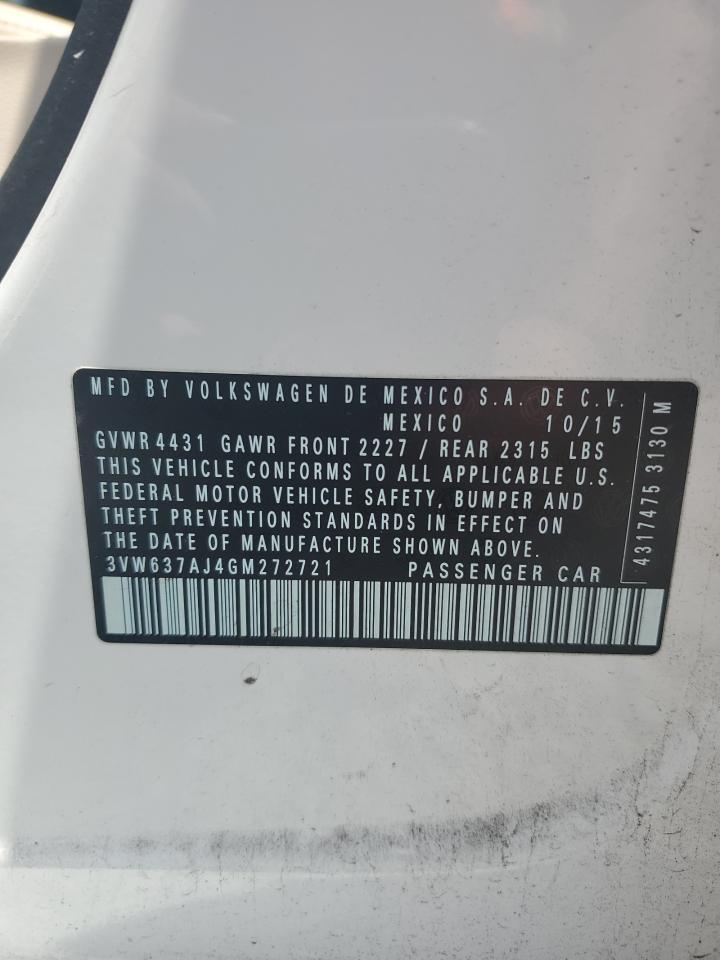 MFD BY VOLKSWAGEN DE MEXICO S.A. DE C.V.
MEXICO 10/15
GVWR 4431 GAWR FRONT 2227 / REAR 2315 LBS
THIS VEHICLE CONFORMS TO ALL APPLICABLE U.S.
FEDERAL MOTOR VEHICLE SAFETY, BUMPER AND
THEFT PREVENTION STANDARDS IN EFFECT ON
THE DATE OF MANUFACTURE SHOWN ABOVE.
3VW637AJ4GM272721 PASSENGER CAR
4317475 3130 M